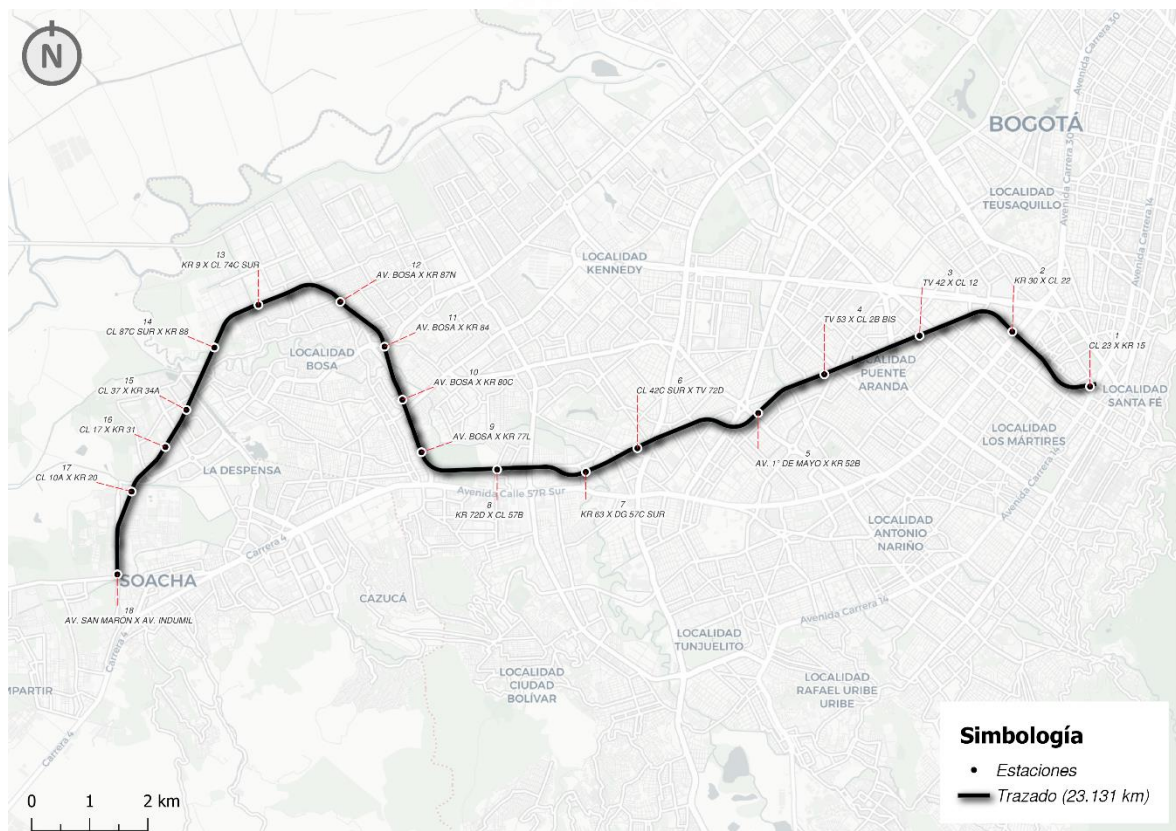 N
Avenida Carrera 30
BOGOTÁ
LOCALIDAD
TEUSAQUILLO
Avenida Carrera 30
Avenida Carrera 14
13
KR 9 X CL 74C SUR
12
AV. BOSA X KR 87N
LOCALIDAD
KENNEDY
3
TV 42 X CL 12
2
KR 30 X CL 22
14
CL 87C SUR X KR 88
11
AV. BOSA X KR 84
4
TV 53 X CL 2B BIS
1
CL 23 X KR 15
LOCALIDAD
BOSA
LOCALIDAD
PUENTE
ARANDA
LOCALIDAD
SANTA FÉ
15
CL 37 X KR 34A
10
AV. BOSA X KR 80C
6
CL 42C SUR X TV 72D
16
CL 17 X KR 31
9
AV. BOSA X KR 77L
LOCALIDAD
LOS MÁRTIRES
5
AV. 1° DE MAYO X KR 52B
17
CL 10A X KR 20
LA DESPENSA
Avenida Calle 57R Sur
8
KR 72D X CL 57B
7
KR 63 X DG 57C SUR
LOCALIDAD
ANTONIO
NARIÑO
Carrera 4
SOACHA
CAZUCÁ
18
AV. SAN MARON X AV. INDUMIL
Avenida Carrera 14
LOCALIDAD
TUNJUELITO
Carrera 4
LOCALIDAD
CIUDAD
BOLÍVAR
LOCALIDAD
RAFAEL URIBE
URIBE
MPARTIR
Carrera 4
Simbología
Estaciones
Trazado (23.131 km)
0 1 2 km